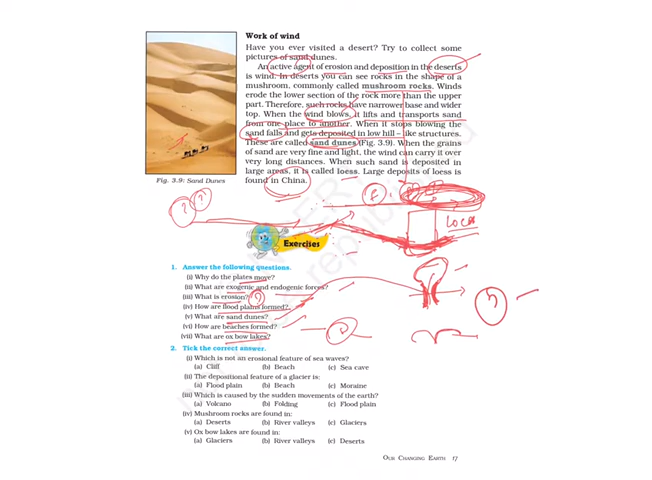 Work of wind
Have you ever visited a desert? Try to collect some
pictures of sand dunes.
An active agent of erosion and deposition in the deserts
is wind. In deserts you can see rocks in the shape of a
mushroom, commonly called mushroom rocks. Winds
erode the lower section of the rock more than the upper
part. Therefore, such rocks have narrower base and wider
top. When the wind blows, it lifts and transports sand
from one place to another. When it stops blowing the
sand falls and gets deposited in low hill – like structures.
These are called sand dunes (Fig. 3.9). When the grains
of sand are very fine and light, the wind can carry it over
very long distances. When such sand is deposited in
large areas, it is called loess. Large deposits of loess is
found in China.
Fig. 3.9: Sand Dunes
? ?
Exercises
1. Answer the following questions.
(i) Why do the plates move?
(ii) What are exogenic and endogenic forces?
(iii) What is erosion?
(iv) How are flood plains formed?
(v) What are sand dunes?
(vi) How are beaches formed?
(vii) What are ox bow lakes?
2. Tick the correct answer.
(i) Which is not an erosional feature of sea waves?
(a) Cliff (b) Beach (c) Sea cave
(ii) The depositional feature of a glacier is:
(a) Flood plain (b) Beach (c) Moraine
(iii) Which is caused by the sudden movements of the earth?
(a) Volcano (b) Folding (c) Flood plain
(iv) Mushroom rocks are found in:
(a) Deserts (b) River valleys (c) Glaciers
(v) Ox bow lakes are found in:
(a) Glaciers (b) River valleys (c) Deserts
OUR CHANGING EARTH 17